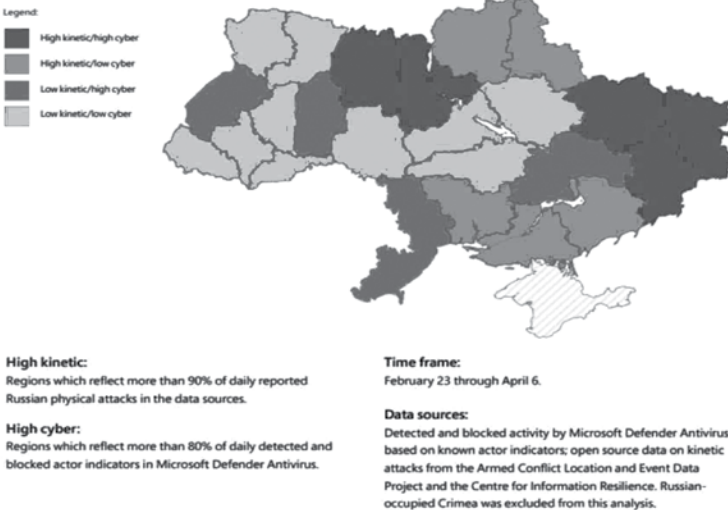 Legend:
High kinetic/high cyber
High kinetic/low cyber
Low kinetic/high cyber
Low kinetic/low cyber
High kinetic:
Regions which reflect more than 90% of daily reported
Russian physical attacks in the data sources.
High cyber:
Regions which reflect more than 80% of daily detected and
blocked actor indicators in Microsoft Defender Antivirus.
Time frame:
February 23 through April 6.
Data sources:
Detected and blocked activity by Microsoft Defender Antivirus
based on known actor indicators; open source data on kinetic
attacks from the Armed Conflict Location and Event Data
Project and the Centre for Information Resilience. Russian-
occupied Crimea was excluded from this analysis.